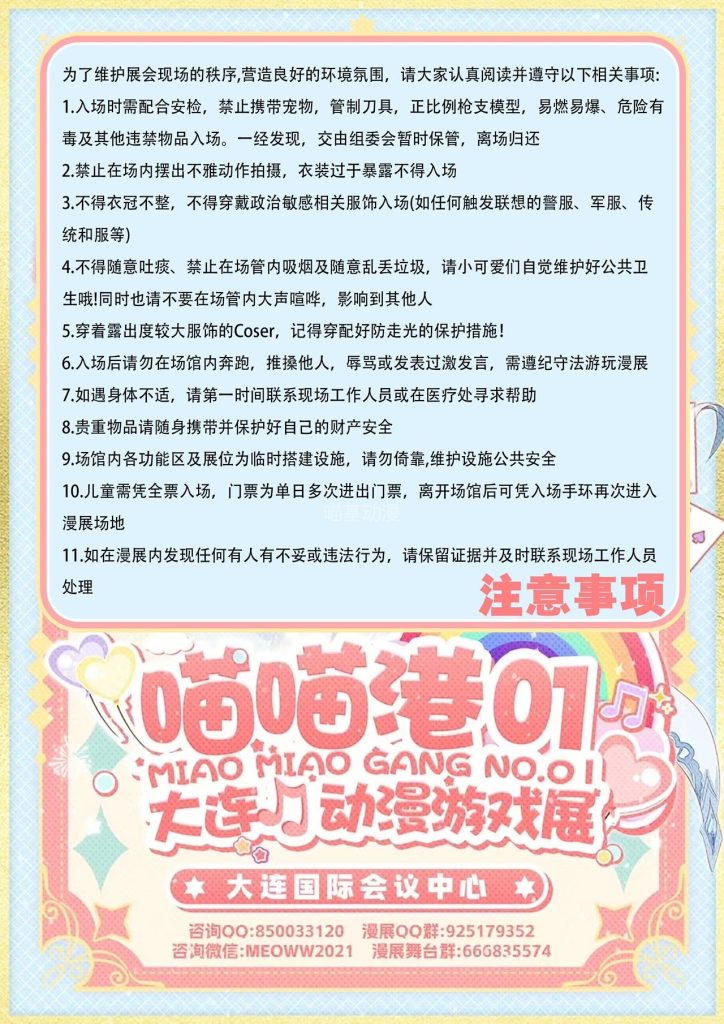 为了维护展会现场的秩序,营造良好的环境氛围，请大家认真阅读并遵守以下相关事项:
1.入场时需配合安检，禁止携带宠物，管制刀具，正比例枪支模型，易燃易爆、危险有
毒及其他违禁物品入场。一经发现，交由组委会暂时保管，离场归还
2.禁止在场内摆出不雅动作拍摄，衣装过于暴露不得入场
3.不得衣冠不整，不得穿戴政治敏感相关服饰入场(如任何触发联想的警服、军服、传
统和服等)
4.不得随意吐痰、禁止在场管内吸烟及随意乱丢垃圾，请小可爱们自觉维护好公共卫
生哦!同时也请不要在场管内大声喧哗，影响到其他人
5.穿着露出度较大服饰的Coser，记得穿配好防走光的保护措施！
6.入场后请勿在场馆内奔跑，推搡他人，辱骂或发表过激发言，需遵纪守法游玩漫展
7.如遇身体不适，请第一时间联系现场工作人员或在医疗处寻求帮助
8.贵重物品请随身携带并保护好自己的财产安全
9.场馆内各功能区及展位为临时搭建设施，请勿倚靠,维护设施公共安全
10.儿童需凭全票入场，门票为单日多次进出门票，离开场馆后可凭入场手环再次进入
漫展场地
喵基动漫
11.如在漫展内发现任何有人有不妥或违法行为，请保留证据并及时联系现场工作人员
处理
注意事项
喵喵港01
MIAO MIAO GANG NO.01
大连动漫游戏展
大连国际会议中心
咨询QQ:850033120 漫展QQ群:925179352
咨询微信:MEOWW2021 漫展舞台群:666835574